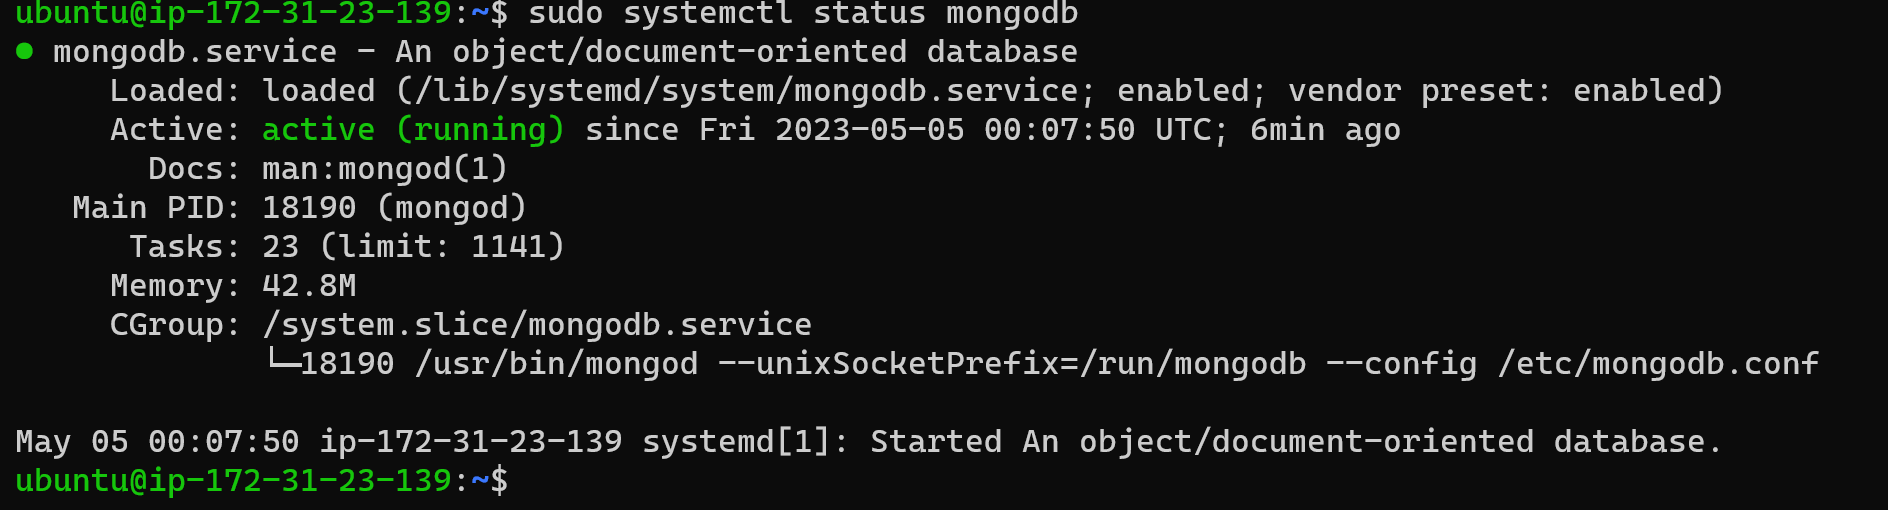 ubuntu@ip-172-31-23-139:~$ sudo systemctl status mongodb
● mongodb.service - An object/document-oriented database
     Loaded: loaded (/lib/systemd/system/mongodb.service; enabled; vendor preset: enabled)
     Active: active (running) since Fri 2023-05-05 00:07:50 UTC; 6min ago
       Docs: man:mongod(1)
   Main PID: 18190 (mongod)
      Tasks: 23 (limit: 1141)
     Memory: 42.8M
     CGroup: /system.slice/mongodb.service
             └─18190 /usr/bin/mongod --unixSocketPrefix=/run/mongodb --config /etc/mongodb.conf

May 05 00:07:50 ip-172-31-23-139 systemd[1]: Started An object/document-oriented database.
ubuntu@ip-172-31-23-139:~$